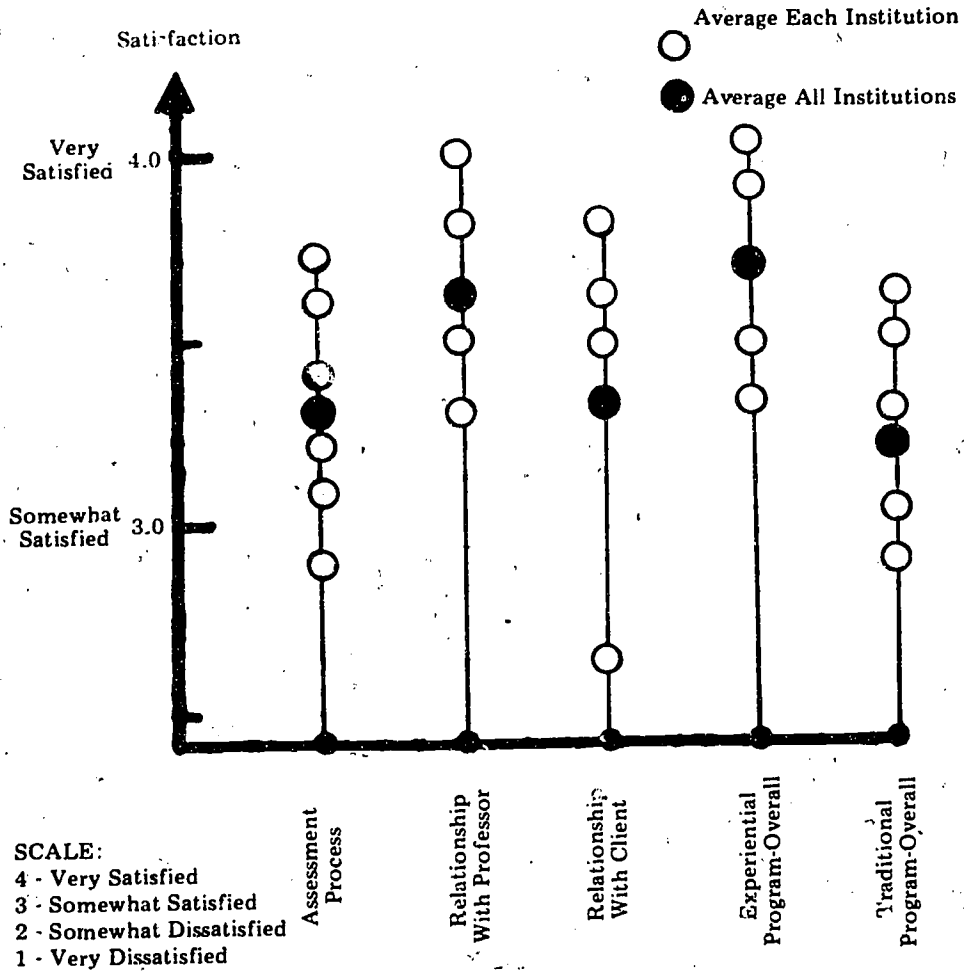 Average Each Institution
Average All Institutions
Satisfaction
Very
Satisfied
4.0
Somewhat
Satisfied
3.0
Assessment
Process
Relationship
With Professor
Relationship
With Client
Experiential
Program-Overall
Traditional
Program-Overall
SCALE:
4 - Very Satisfied
3 - Somewhat Satisfied
2 - Somewhat Dissatisfied
1 - Very Dissatisfied